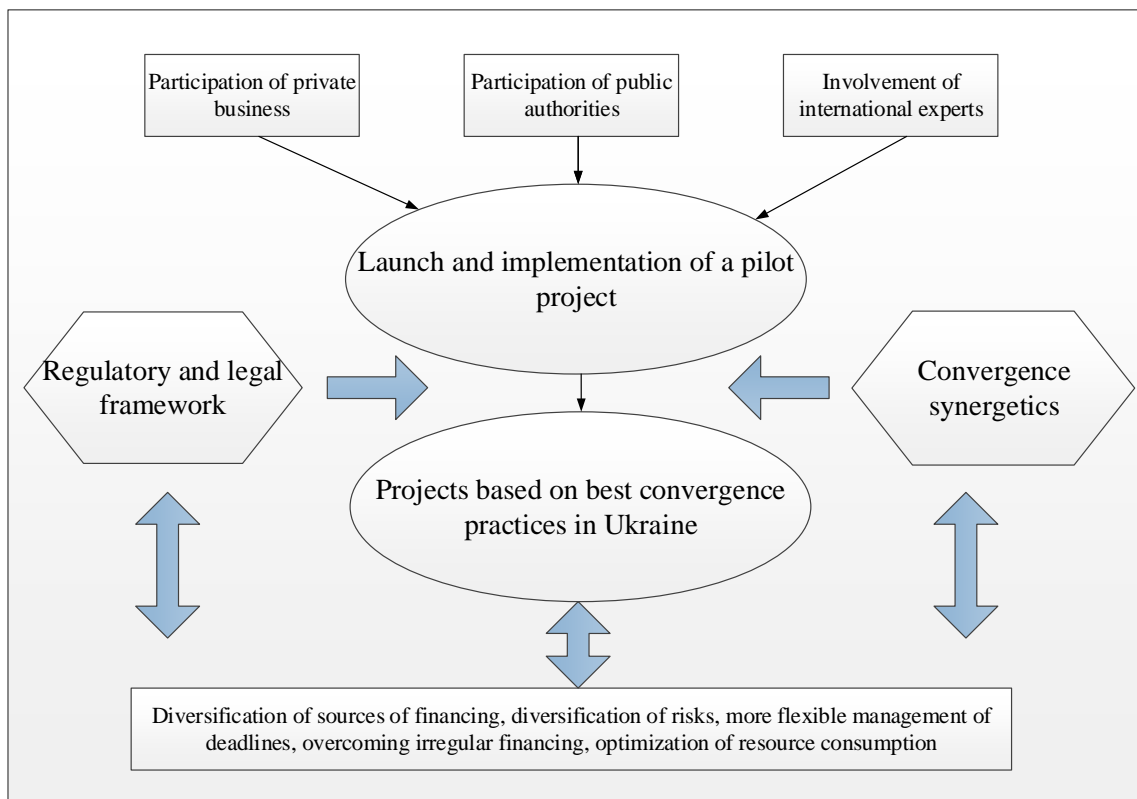 Participation of private
business
Participation of public
authorities
Involvement of
international experts
Launch and implementation of a pilot
project
Regulatory and legal
framework
Convergence
synergetics
Projects based on best convergence
practices in Ukraine
Diversification of sources of financing, diversification of risks, more flexible management of
deadlines, overcoming irregular financing, optimization of resource consumption